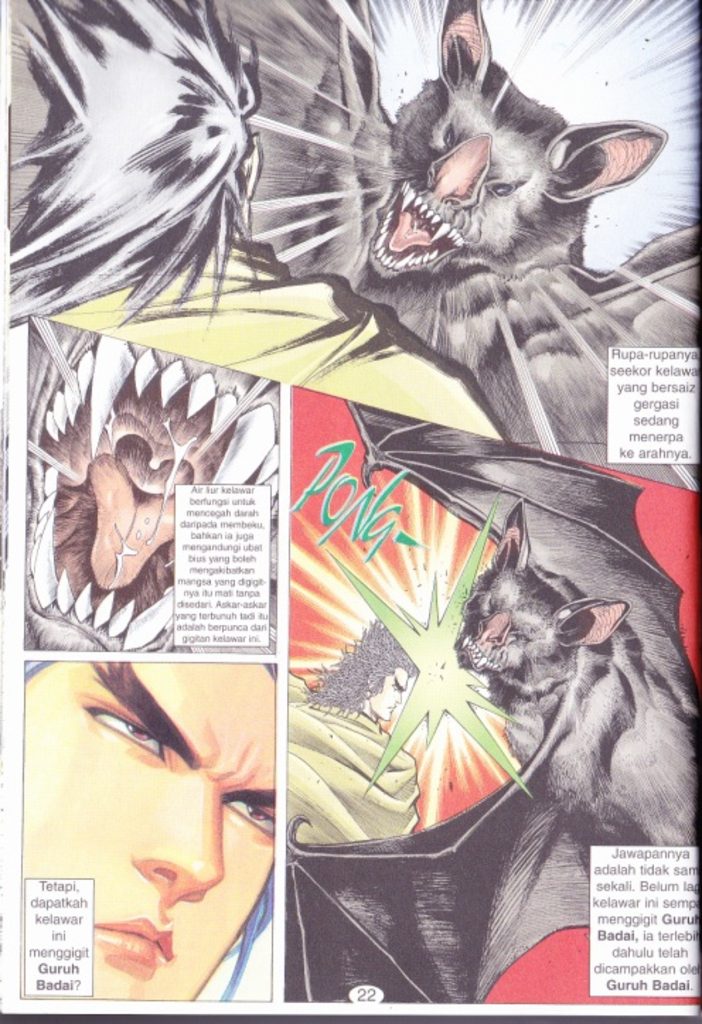 Rupa-rupanya
seekor kelawa
yang bersaiz
gergasi
sedang
menerpa
ke arahnya.
Air liur kelawar
berfungsi untuk
mencegah darah
daripada membeku,
bahkan ia juga
mengandungi ubat
bius yang boleh
mengakibatkan
mangsa yang digigit-
nya itu mati tanpa
disedari. Askar-askar
yang terbunuh tadi itu
adalah berpunca dari
gigitan kelawar ini.
PONG
Tetapi,
dapatkah
kelawar
ini
menggigit
Guruh
Badai?
Jawapannya
adalah tidak sam
sekali. Belum lag
kelawar ini sempa
menggigit Guruh
Badai, ia terlebih
dahulu telah
dicampakkan ole
Guruh Badai.
22